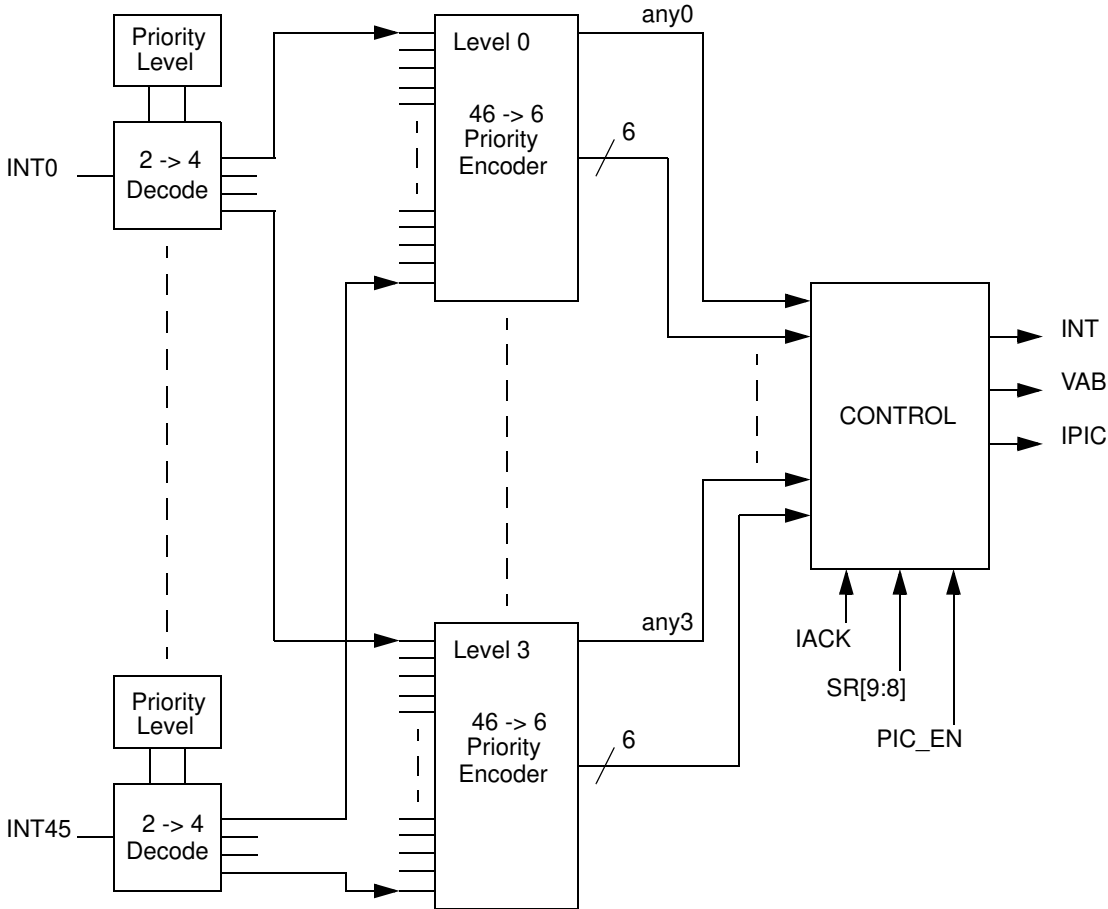 Priority
Level
2 -> 4
Decode
INT0
Level 0
46 -> 6
Priority
Encoder
any0
6
CONTROL
INT
VAB
IPIC
IACK
SR[9:8]
PIC_EN
Priority
Level
2 -> 4
Decode
INT45
Level 3
46 -> 6
Priority
Encoder
any3
6